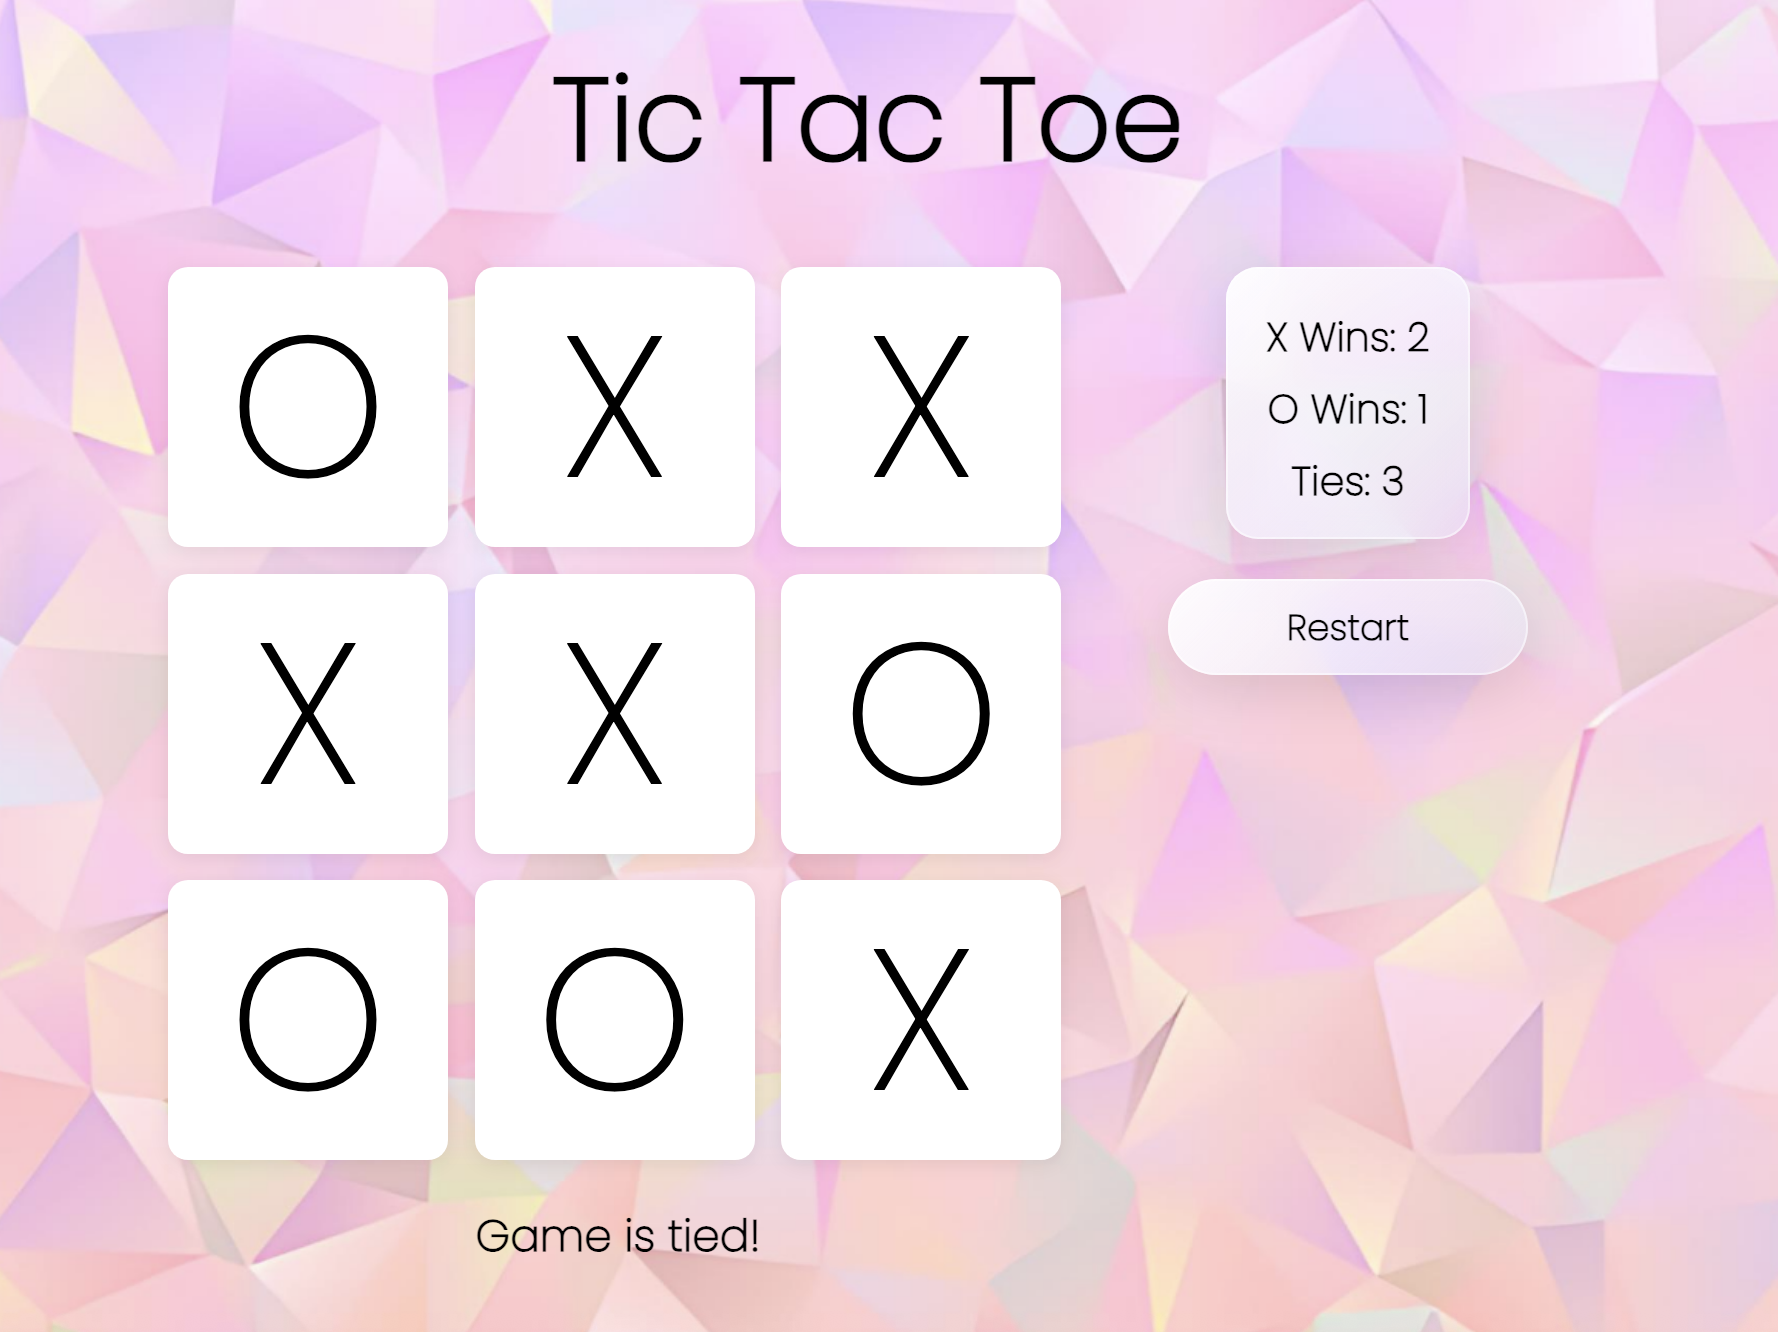 Tic Tac Toe
O X X
X X O
O O X
X Wins: 2
O Wins: 1
Ties: 3
Restart
Game is tied!